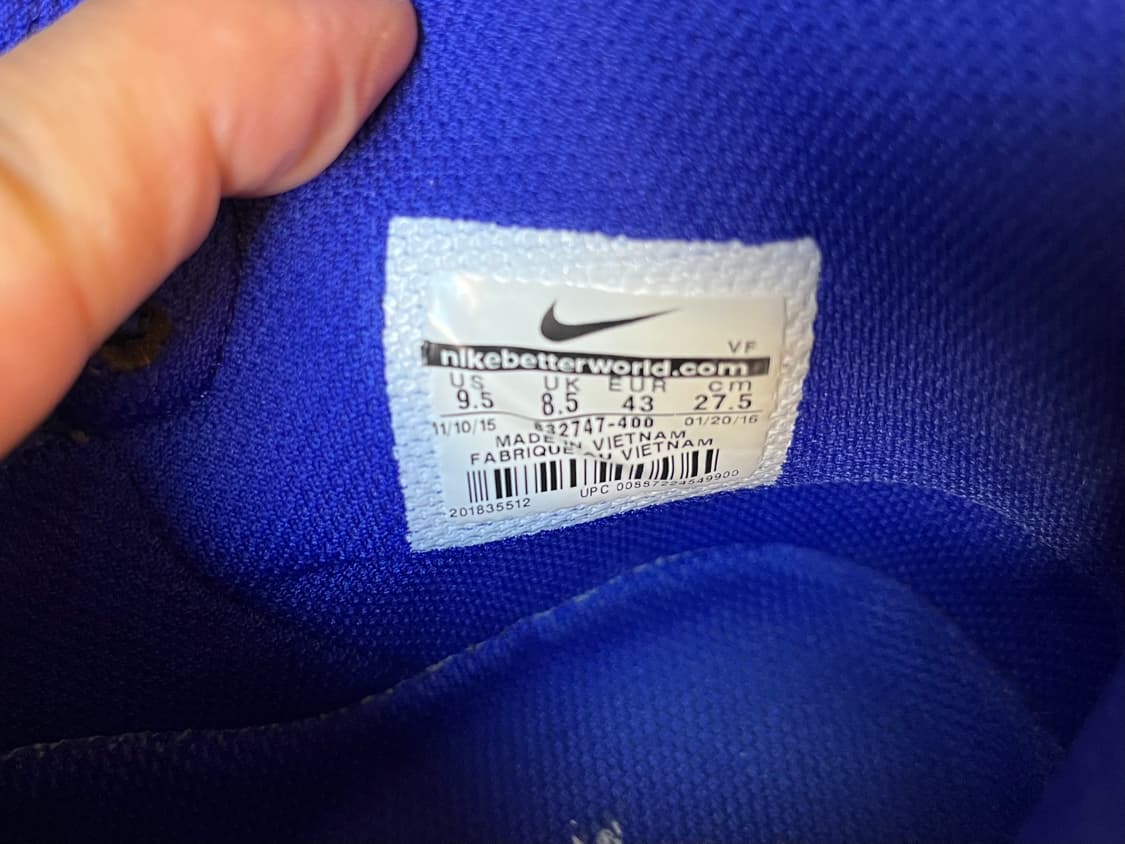 VF
nikebetterworld.com
US UK EUR cm
9.5 8.5 43 27.5
11/10/15 832747-400 01/20/16
MADE IN VIETNAM
FABRIQUE AU VIETNAM
UPC
201835512